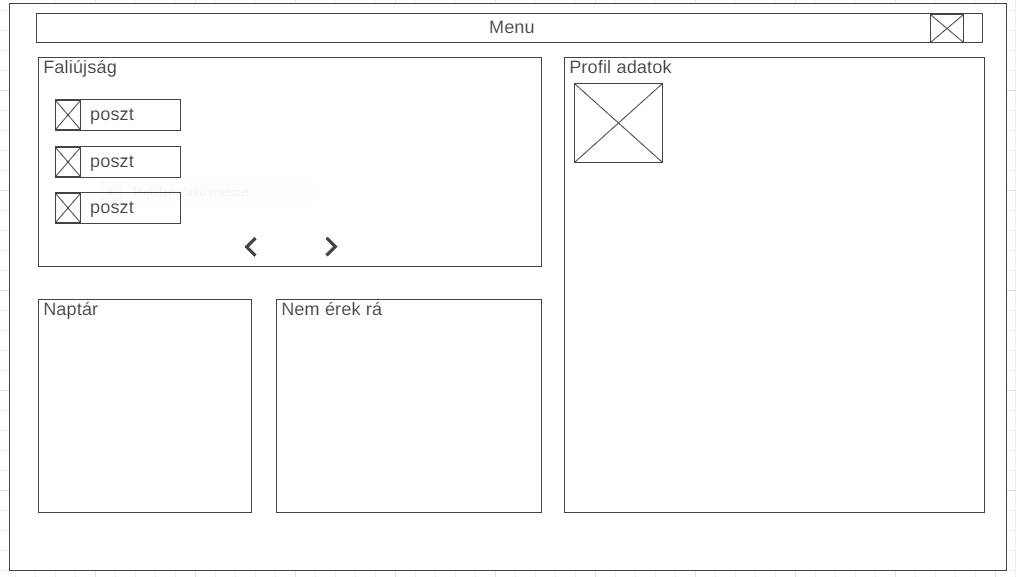 Menu
Faliújság
poszt
poszt
poszt
Naptár
Nem érek rá
Profil adatok